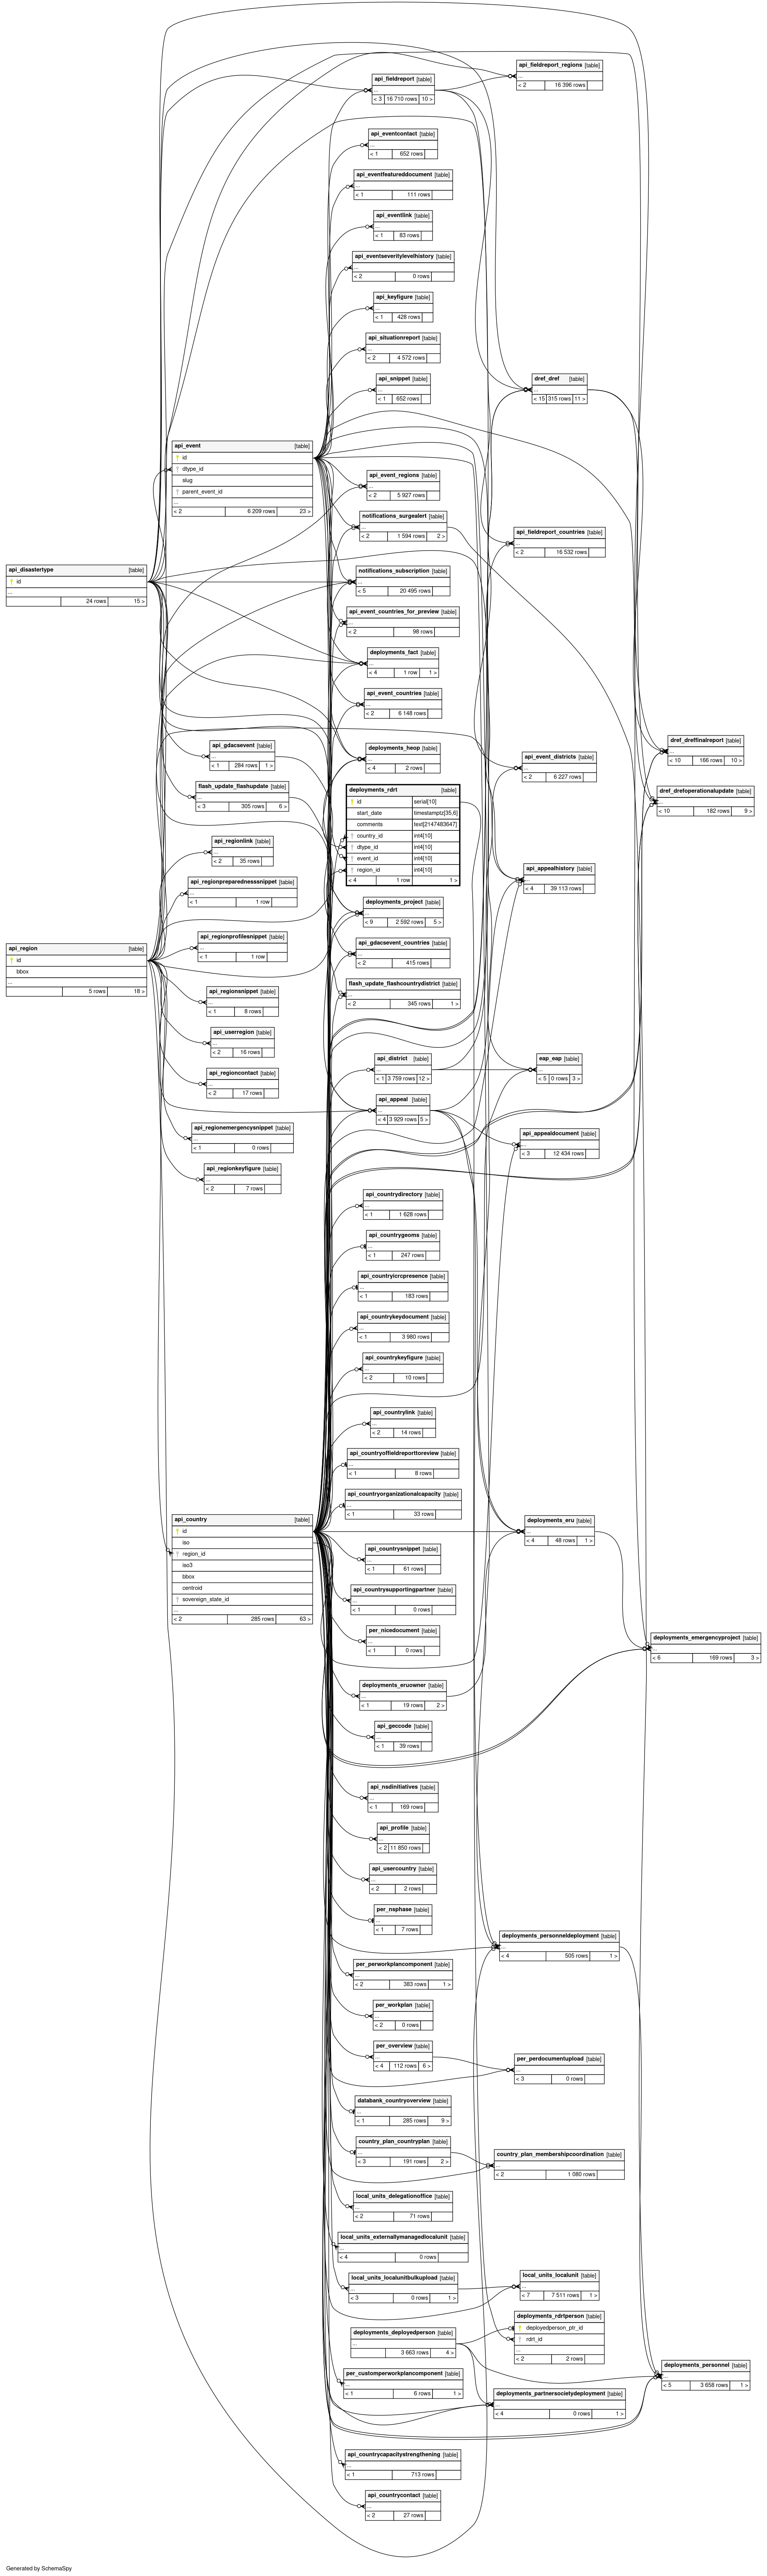 api_fieldreport_regions [table]
...
< 2 16 396 rows
api_fieldreport [table]
...
< 3 16 710 rows 10 >
api_eventcontact [table]
...
< 1 652 rows
api_eventfeatureddocument [table]
...
< 1 111 rows
api_eventlink [table]
...
< 1 83 rows
api_eventseveritylevelhistory [table]
...
< 2 0 rows
api_keyfigure [table]
...
< 1 428 rows
api_situationreport [table]
...
< 2 4 572 rows
api_snippet [table]
...
< 1 652 rows
dref_dref [table]
...
< 15 315 rows 11 >
api_event [table]
id
dtype_id
slug
parent_event_id
...
< 2 6 209 rows 23 >
api_event_regions [table]
...
< 2 5 927 rows
notifications_surgealert [table]
...
< 2 1 594 rows 2 >
api_fieldreport_countries [table]
...
< 2 16 532 rows
api_disastertype [table]
id
...
24 rows 15 >
notifications_subscription [table]
...
< 5 20 495 rows
api_event_countries_for_preview [table]
...
< 2 98 rows
deployments_fact [table]
...
< 4 1 row 1 >
api_event_countries [table]
...
< 2 6 148 rows
api_gdacsevent [table]
...
< 1 284 rows 1 >
deployments_heop [table]
...
< 4 2 rows
api_event_districts [table]
...
< 2 6 227 rows
dref_dreffinalreport [table]
...
< 10 166 rows 10 >
flash_update_flashupdate [table]
...
< 3 305 rows 6 >
deployments_rdrt [table]
id serial[10]
start_date timestamptz[35,6]
comments text[2147483647]
country_id int4[10]
dtype_id int4[10]
event_id int4[10]
region_id int4[10]
< 4 1 row 1 >
dref_drefoperationalupdate [table]
...
< 10 182 rows 9 >
api_regionlink [table]
...
< 2 35 rows
api_regionpreparednesssnippet [table]
...
< 1 1 row
api_appealhistory [table]
...
< 4 39 113 rows
deployments_project [table]
...
< 9 2 592 rows 5 >
api_regionprofilesnippet [table]
...
< 1 1 row
api_gdacsevent_countries [table]
...
< 2 415 rows
api_region [table]
id
bbox
...
5 rows 18 >
api_regionsnippet [table]
...
< 1 8 rows
flash_update_flashcountrydistrict [table]
...
< 2 345 rows 1 >
api_userregion [table]
...
< 2 16 rows
api_district [table]
...
< 1 3 759 rows 12 >
eap_eap [table]
...
< 5 0 rows 3 >
api_regioncontact [table]
...
< 2 17 rows
api_appeal [table]
...
< 4 3 929 rows 5 >
api_regionemergencysnippet [table]
...
< 1 0 rows
api_appealdocument [table]
...
< 3 12 434 rows
api_regionkeyfigure [table]
...
< 2 7 rows
api_countrydirectory [table]
...
< 1 1 628 rows
api_countrygeoms [table]
...
< 1 247 rows
api_countryicrcpresence [table]
...
< 1 183 rows
api_countrykeydocument [table]
...
< 1 3 980 rows
api_countrykeyfigure [table]
...
< 2 10 rows
api_countrylink [table]
...
< 2 14 rows
api_countryoffieldreporttoreview [table]
...
< 1 8 rows
api_countryorganizationalcapacity [table]
...
< 1 33 rows
api_country [table]
id
iso
region_id
iso3
bbox
centroid
sovereign_state_id
...
< 2 285 rows 63 >
deployments_eru [table]
...
< 4 48 rows 1 >
api_countrysnippet [table]
...
< 1 61 rows
api_countrysupportingpartner [table]
...
< 1 0 rows
per_nicedocument [table]
...
< 1 0 rows
deployments_emergencyproject [table]
...
< 6 169 rows 3 >
deployments_eruowner [table]
...
< 1 19 rows 2 >
api_geccode [table]
...
< 1 39 rows
api_nsdinitiatives [table]
...
< 1 169 rows
api_profile [table]
...
< 2 11 850 rows
api_usercountry [table]
...
< 2 2 rows
per_nsphase [table]
...
< 1 7 rows
deployments_personneldeployment [table]
...
< 4 505 rows 1 >
per_perworkplancomponent [table]
...
< 2 383 rows 1 >
per_workplan [table]
...
< 2 0 rows
per_overview [table]
...
< 4 112 rows 6 >
per_perdocumentupload [table]
...
< 3 0 rows
databank_countryoverview [table]
...
< 1 285 rows 9 >
country_plan_countryplan [table]
...
< 3 191 rows 2 >
country_plan_membershipcoordination [table]
...
< 2 1 080 rows
local_units_delegationoffice [table]
...
< 2 71 rows
local_units_externallymanagedlocalunit [table]
...
< 4 0 rows
local_units_localunitbulkupload [table]
...
< 3 0 rows 1 >
local_units_localunit [table]
...
< 7 7 511 rows 1 >
deployments_deployedperson [table]
...
3 663 rows 4 >
deployments_rdrtperson [table]
deployedperson_ptr_id
rdrt_id
...
< 2 2 rows
deployments_personnel [table]
...
< 5 3 658 rows 1 >
per_customperworkplancomponent [table]
...
< 1 6 rows 1 >
deployments_partnersocietydeployment [table]
...
< 4 0 rows 1 >
api_countrycapacitystrengthening [table]
...
< 1 713 rows
api_countrycontact [table]
...
< 2 27 rows
Generated by SchemaSpy